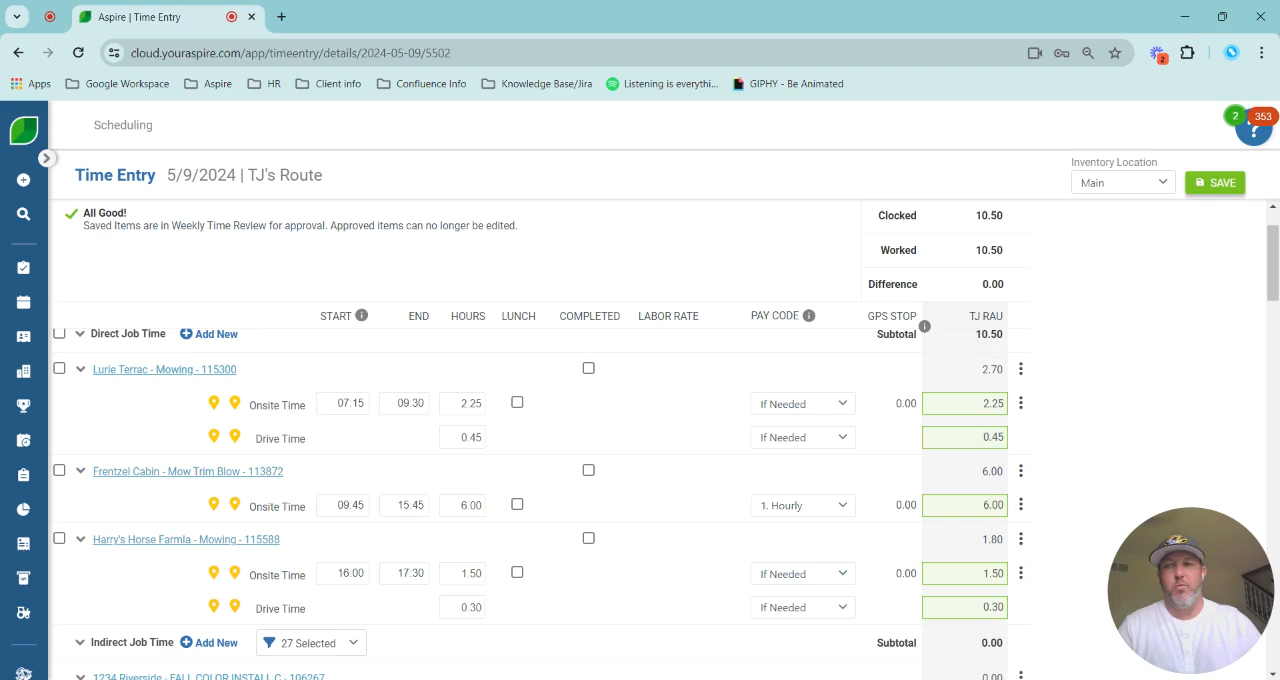 Aspire | Time Entry
cloud.youraspire.com/app/timeentry/details/2024-05-09/5502
2
Apps Google Workspace Aspire HR Client info Confluence Info Knowledge Base/Jira Listening is everythi... GIPHY - Be Animated
Scheduling
2 353
?
Time Entry 5/9/2024 | TJ's Route
Inventory Location
Main
SAVE
All Good!
Saved Items are in Weekly Time Review for approval. Approved items can no longer be edited.
Clocked 10.50
Worked 10.50
Difference 0.00
START END HOURS LUNCH COMPLETED LABOR RATE PAY CODE GPS STOP TJ RAU
Direct Job Time Add New Subtotal 10.50
Lurie Terrac - Mowing - 115300 2.70
Onsite Time 07:15 09:30 2.25 If Needed 0.00 2.25
Drive Time 0.45 If Needed 0.45
Frentzel Cabin - Mow Trim Blow - 113872 6.00
Onsite Time 09:45 15:45 6.00 1. Hourly 0.00 6.00
Harry's Horse Farmla - Mowing - 115588 1.80
Onsite Time 16:00 17:30 1.50 If Needed 0.00 1.50
Drive Time 0.30 If Needed 0.30
Indirect Job Time Add New 27 Selected Subtotal 0.00
1234 Riverside - FALL COLOR INSTALL C - 106267 0.00